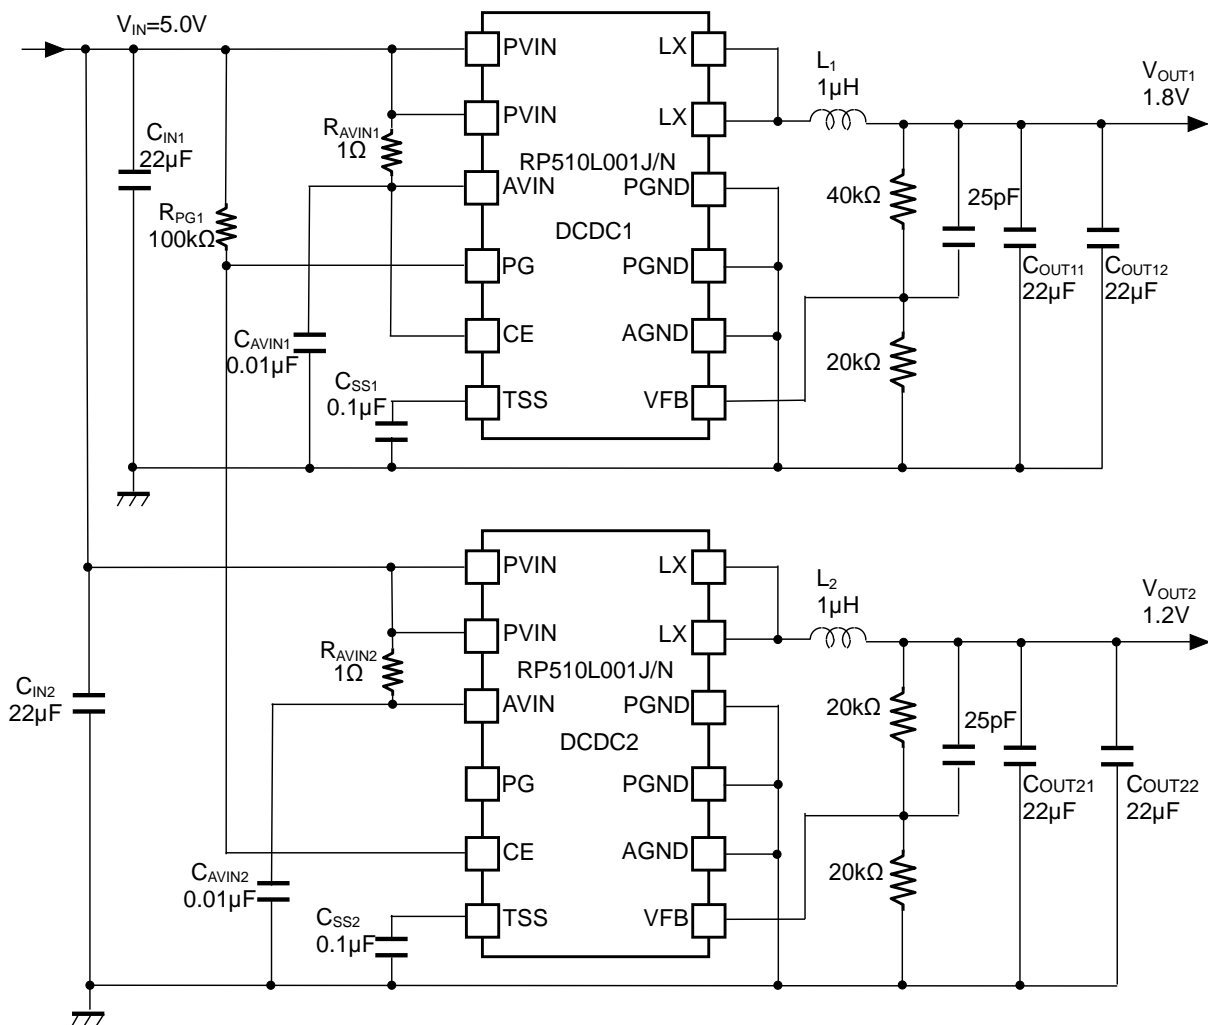 VIN=5.0V
CIN1
22µF
RPG1
100kΩ
RAVIN1
1Ω
CAVIN1
0.01µF
CSS1
0.1µF
PVIN
PVIN
AVIN
PG
CE
TSS
RP510L001J/N
DCDC1
LX
LX
PGND
PGND
AGND
VFB
L1
1µH
40kΩ
20kΩ
25pF
COUT11
22µF
COUT12
22µF
VOUT1
1.8V
CIN2
22µF
RAVIN2
1Ω
CAVIN2
0.01µF
CSS2
0.1µF
PVIN
PVIN
AVIN
PG
CE
TSS
RP510L001J/N
DCDC2
LX
LX
PGND
PGND
AGND
VFB
L2
1µH
20kΩ
20kΩ
25pF
COUT21
22µF
COUT22
22µF
VOUT2
1.2V